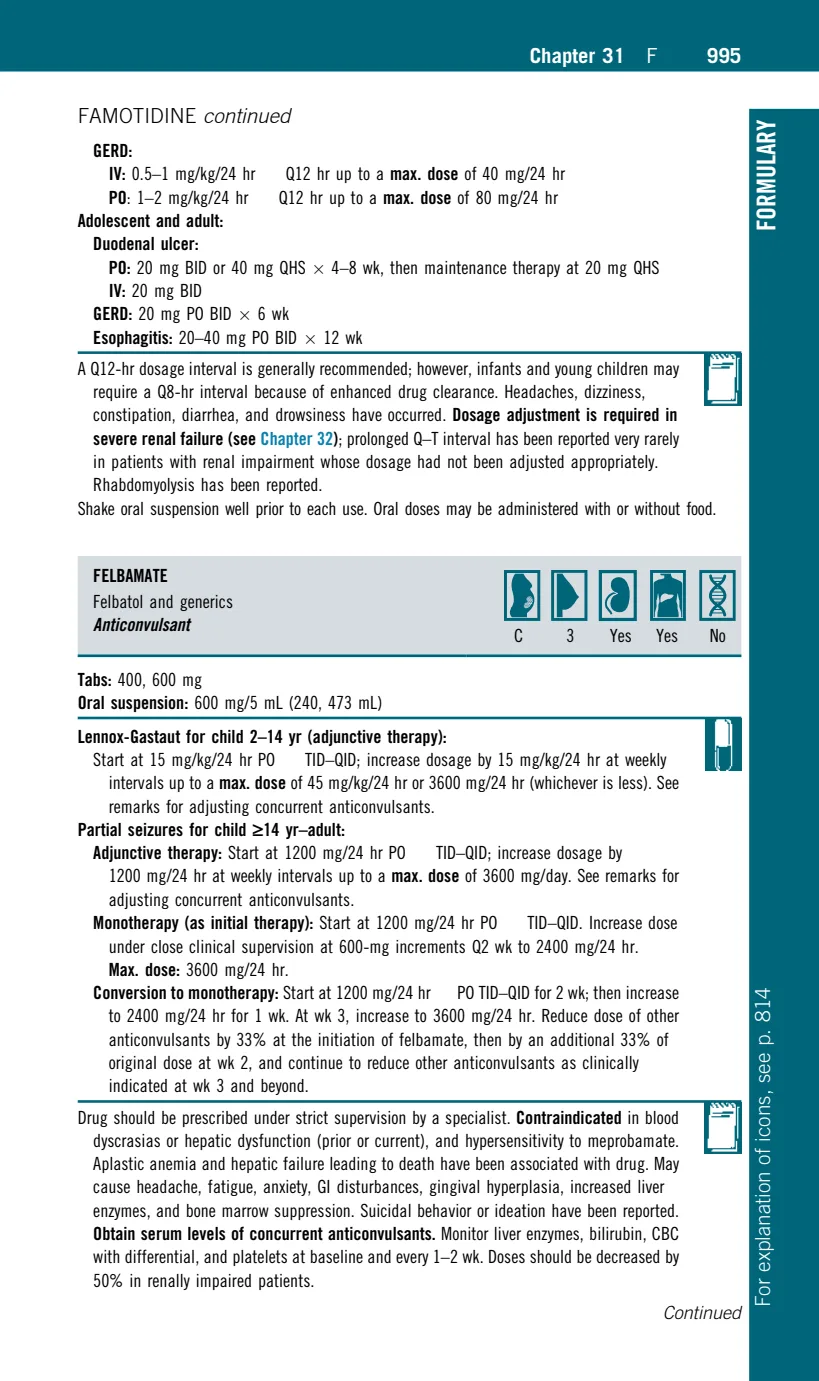 Chapter 31 F 995
FAMOTIDINE continued
GERD:
IV: 0.5–1 mg/kg/24 hr Q12 hr up to a max. dose of 40 mg/24 hr
PO: 1–2 mg/kg/24 hr Q12 hr up to a max. dose of 80 mg/24 hr
Adolescent and adult:
Duodenal ulcer:
PO: 20 mg BID or 40 mg QHS × 4–8 wk, then maintenance therapy at 20 mg QHS
IV: 20 mg BID
GERD: 20 mg PO BID × 6 wk
Esophagitis: 20–40 mg PO BID × 12 wk
A Q12-hr dosage interval is generally recommended; however, infants and young children may
require a Q8-hr interval because of enhanced drug clearance. Headaches, dizziness,
constipation, diarrhea, and drowsiness have occurred. Dosage adjustment is required in
severe renal failure (see Chapter 32); prolonged Q–T interval has been reported very rarely
in patients with renal impairment whose dosage had not been adjusted appropriately.
Rhabdomyolysis has been reported.
Shake oral suspension well prior to each use. Oral doses may be administered with or without food.
FELBAMATE
Felbatol and generics
Anticonvulsant
C 3 Yes Yes No
Tabs: 400, 600 mg
Oral suspension: 600 mg/5 mL (240, 473 mL)
Lennox-Gastaut for child 2–14 yr (adjunctive therapy):
Start at 15 mg/kg/24 hr PO TID–QID; increase dosage by 15 mg/kg/24 hr at weekly
intervals up to a max. dose of 45 mg/kg/24 hr or 3600 mg/24 hr (whichever is less). See
remarks for adjusting concurrent anticonvulsants.
Partial seizures for child ≥14 yr–adult:
Adjunctive therapy: Start at 1200 mg/24 hr PO TID–QID; increase dosage by
1200 mg/24 hr at weekly intervals up to a max. dose of 3600 mg/day. See remarks for
adjusting concurrent anticonvulsants.
Monotherapy (as initial therapy): Start at 1200 mg/24 hr PO TID–QID. Increase dose
under close clinical supervision at 600-mg increments Q2 wk to 2400 mg/24 hr.
Max. dose: 3600 mg/24 hr.
Conversion to monotherapy: Start at 1200 mg/24 hr PO TID–QID for 2 wk; then increase
to 2400 mg/24 hr for 1 wk. At wk 3, increase to 3600 mg/24 hr. Reduce dose of other
anticonvulsants by 33% at the initiation of felbamate, then by an additional 33% of
original dose at wk 2, and continue to reduce other anticonvulsants as clinically
indicated at wk 3 and beyond.
Drug should be prescribed under strict supervision by a specialist. Contraindicated in blood
dyscrasias or hepatic dysfunction (prior or current), and hypersensitivity to meprobamate.
Aplastic anemia and hepatic failure leading to death have been associated with drug. May
cause headache, fatigue, anxiety, GI disturbances, gingival hyperplasia, increased liver
enzymes, and bone marrow suppression. Suicidal behavior or ideation have been reported.
Obtain serum levels of concurrent anticonvulsants. Monitor liver enzymes, bilirubin, CBC
with differential, and platelets at baseline and every 1–2 wk. Doses should be decreased by
50% in renally impaired patients.
Continued
FORMULARY
For explanation of icons, see p. 814